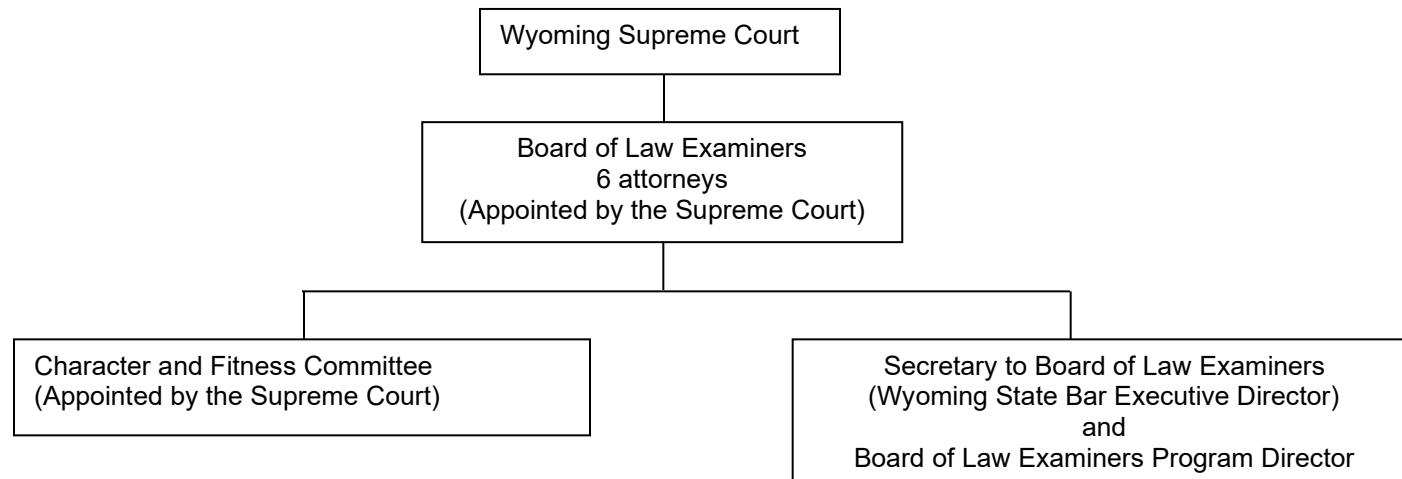 Wyoming Supreme Court
Board of Law Examiners
6 attorneys
(Appointed by the Supreme Court)
Character and Fitness Committee
(Appointed by the Supreme Court)
Secretary to Board of Law Examiners
(Wyoming State Bar Executive Director)
and
Board of Law Examiners Program Director